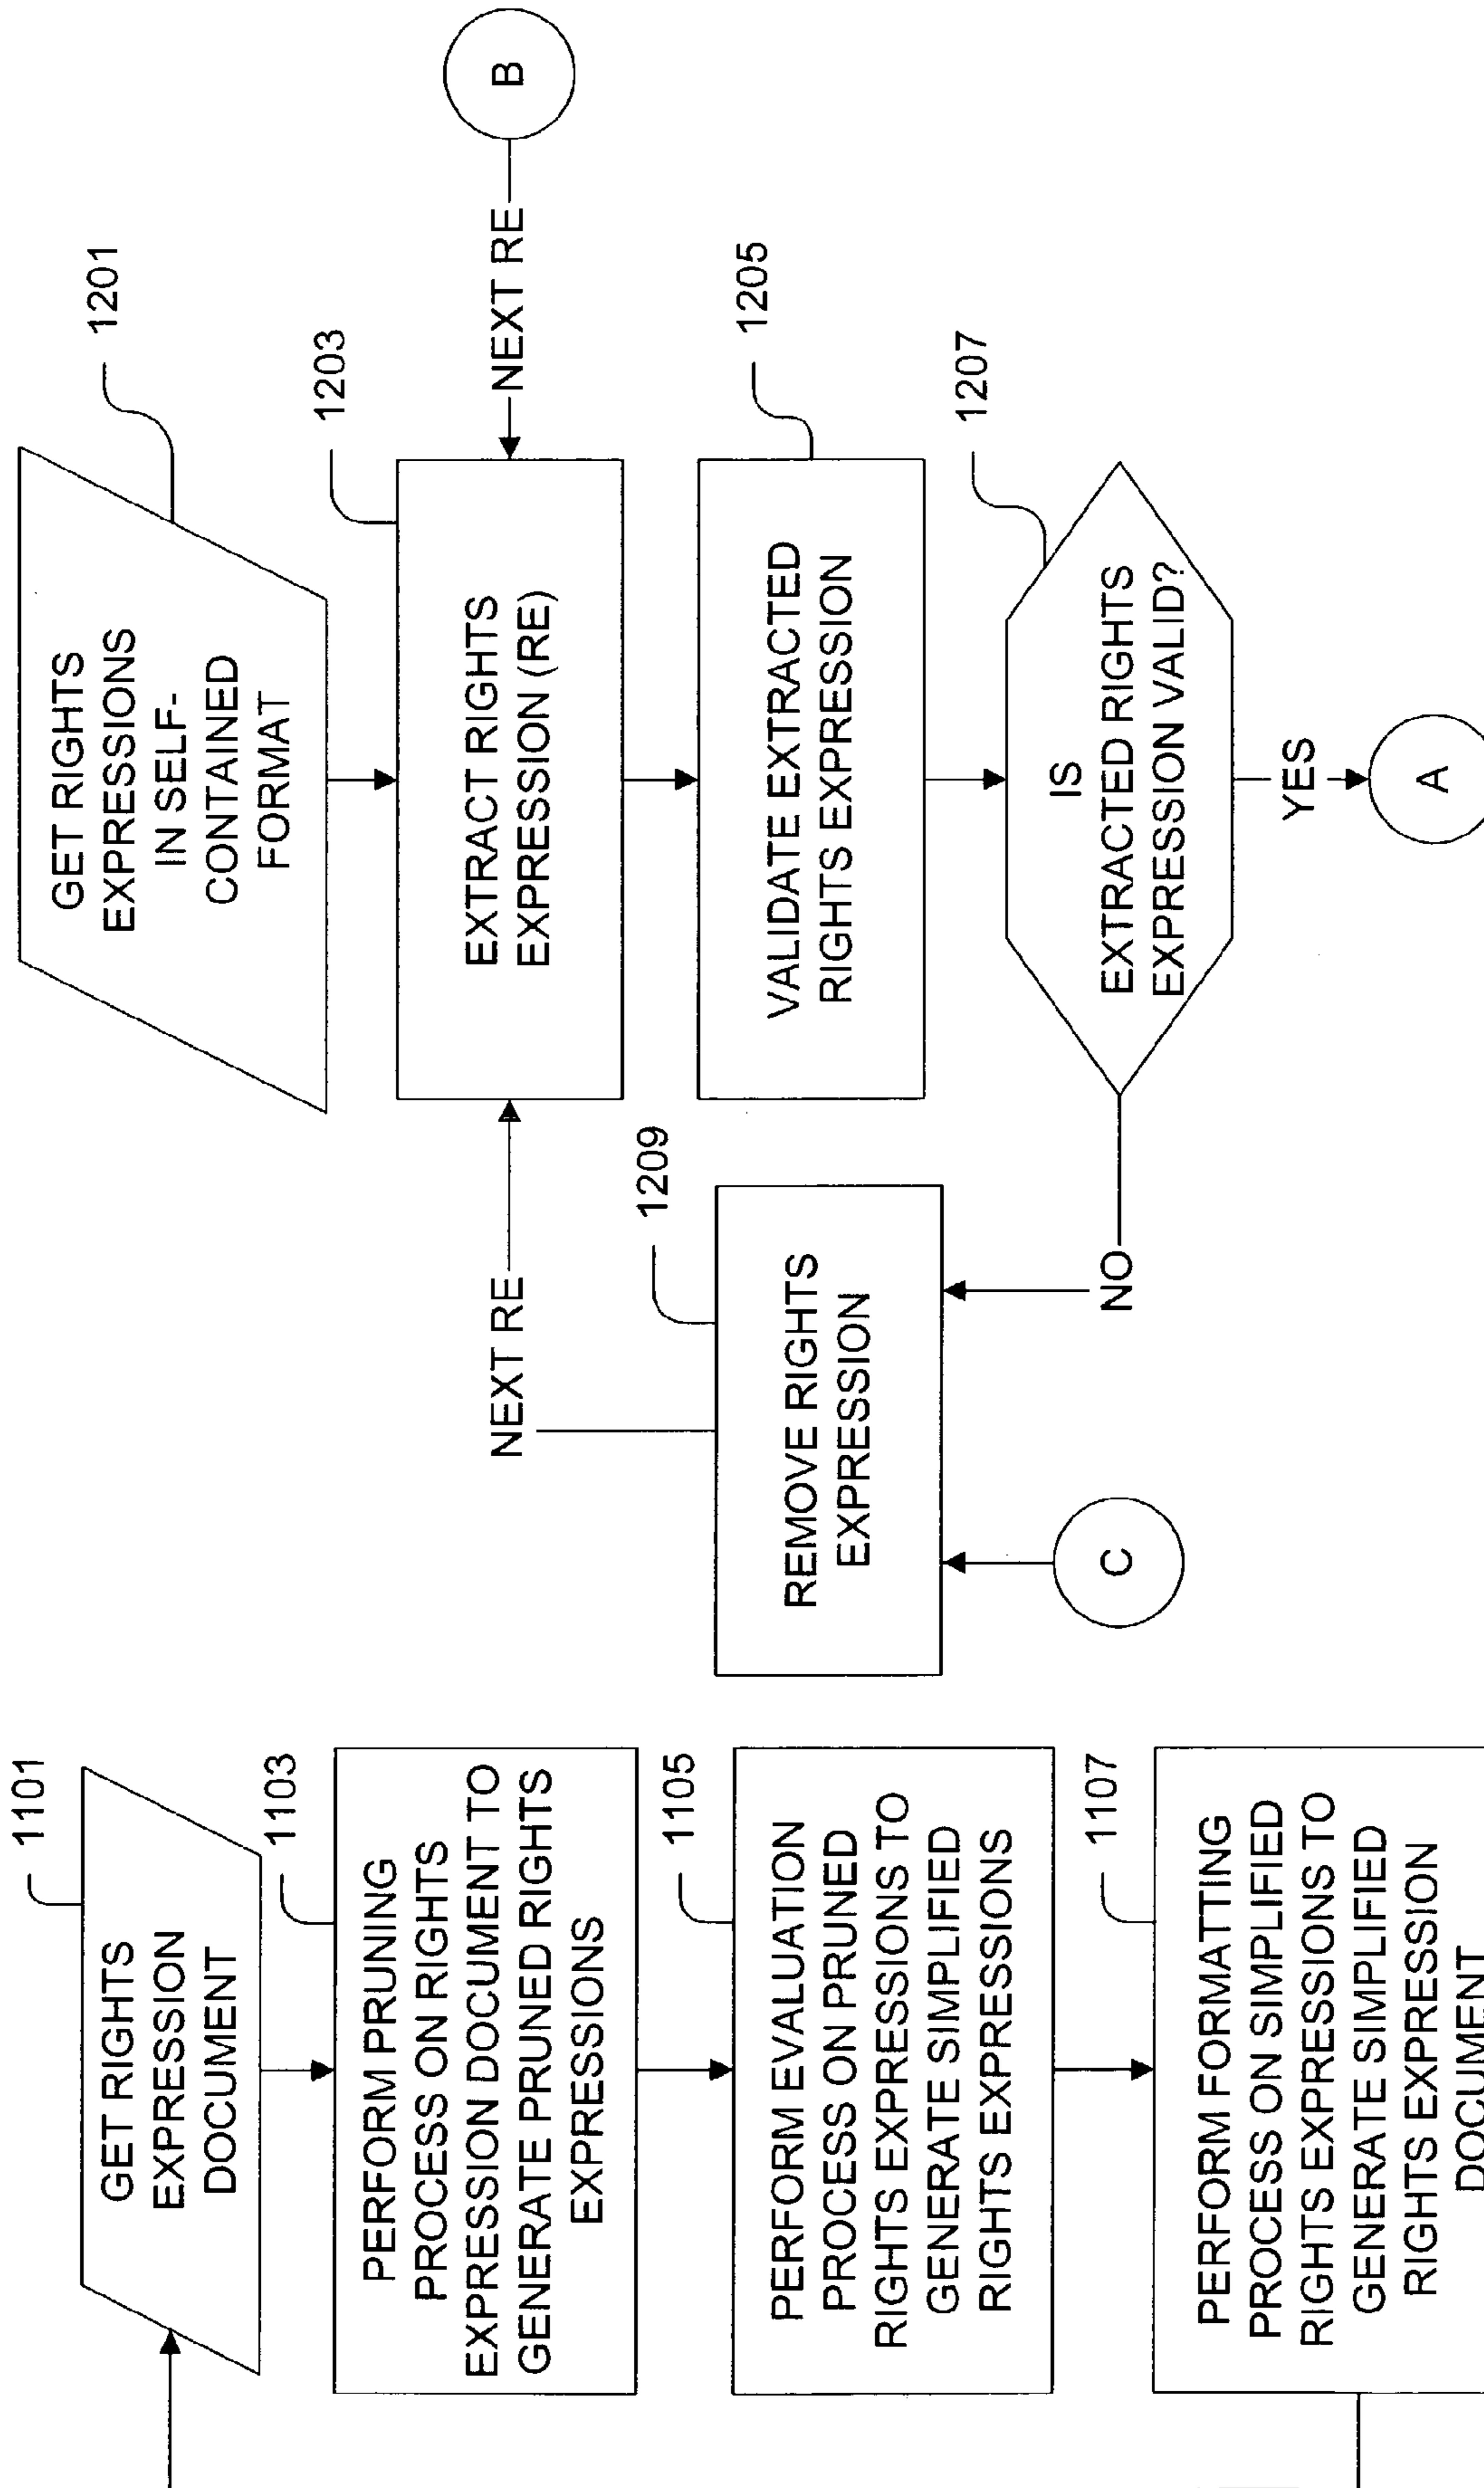 1101
GET RIGHTS
EXPRESSION
DOCUMENT
1103
PERFORM PRUNING
PROCESS ON RIGHTS
EXPRESSION DOCUMENT TO
GENERATE PRUNED RIGHTS
EXPRESSIONS
1105
PERFORM EVALUATION
PROCESS ON PRUNED
RIGHTS EXPRESSIONS TO
GENERATE SIMPLIFIED
RIGHTS EXPRESSIONS
1107
PERFORM FORMATTING
PROCESS ON SIMPLIFIED
RIGHTS EXPRESSIONS TO
GENERATE SIMPLIFIED
RIGHTS EXPRESSION
DOCUMENT
1201
GET RIGHTS
EXPRESSIONS
IN SELF-
CONTAINED
FORMAT
1203
NEXT RE
EXTRACT RIGHTS
EXPRESSION (RE)
NEXT RE
B
1209
REMOVE RIGHTS
EXPRESSION
1205
VALIDATE EXTRACTED
RIGHTS EXPRESSION
1207
C
NO
IS
EXTRACTED RIGHTS
EXPRESSION VALID?
YES
A